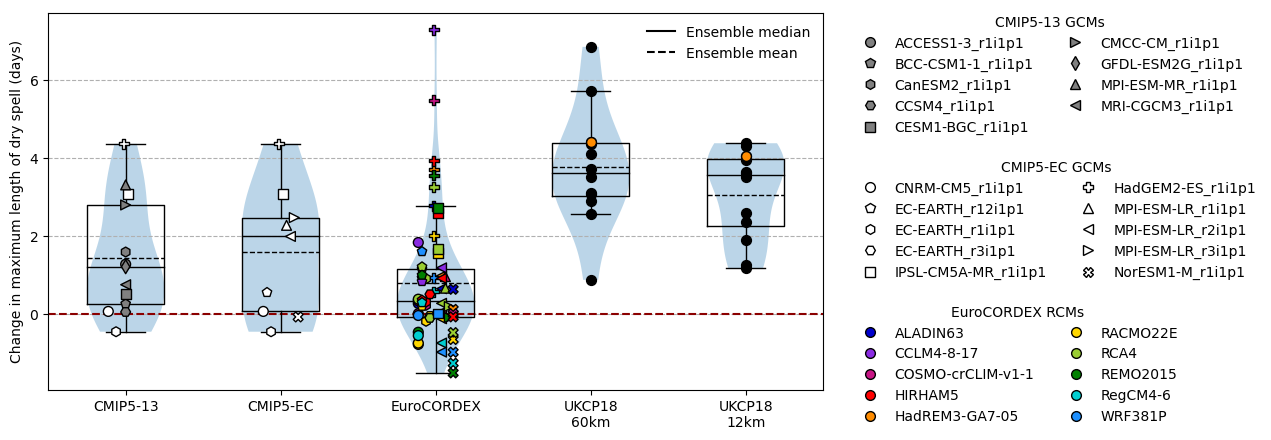 Change in maximum length of dry spell (days)
6
4
2
0
Ensemble median
Ensemble mean
CMIP5-13
CMIP5-EC
EuroCORDEX
UKCP18
60km
UKCP18
12km
CMIP5-13 GCMs
ACCESS1-3_r1i1p1
BCC-CSM1-1_r1i1p1
CanESM2_r1i1p1
CCSM4_r1i1p1
CESM1-BGC_r1i1p1
CMCC-CM_r1i1p1
GFDL-ESM2G_r1i1p1
MPI-ESM-MR_r1i1p1
MRI-CGCM3_r1i1p1
CMIP5-EC GCMs
CNRM-CM5_r1i1p1
EC-EARTH_r12i1p1
EC-EARTH_r1i1p1
EC-EARTH_r3i1p1
IPSL-CM5A-MR_r1i1p1
HadGEM2-ES_r1i1p1
MPI-ESM-LR_r1i1p1
MPI-ESM-LR_r2i1p1
MPI-ESM-LR_r3i1p1
NorESM1-M_r1i1p1
EuroCORDEX RCMs
ALADIN63
CCLM4-8-17
COSMO-crCLIM-v1-1
HIRHAM5
HadREM3-GA7-05
RACMO22E
RCA4
REMO2015
RegCM4-6
WRF381P